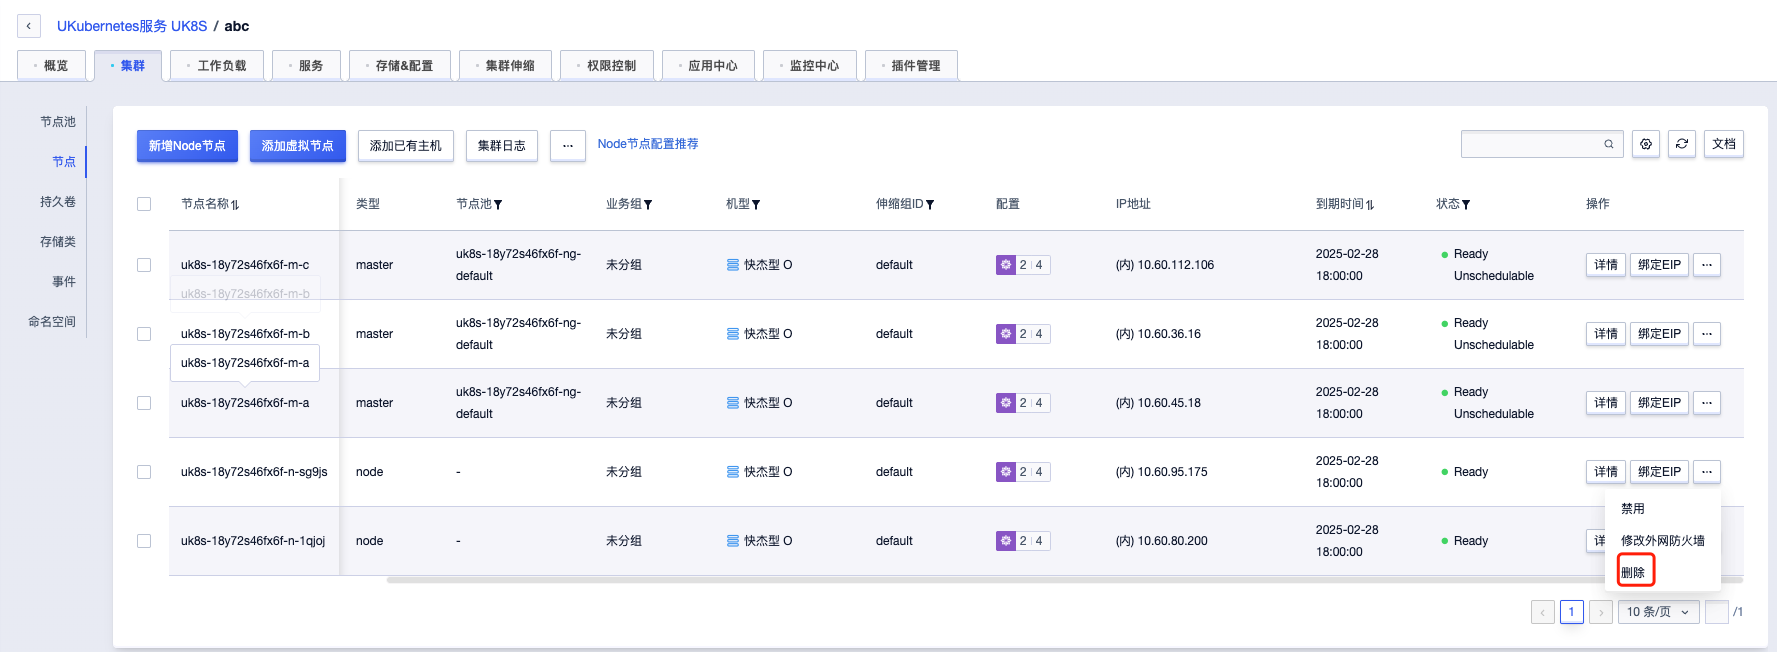 UKubernetes服务 UK8S / abc
概览 集群 工作负载 服务 存储&配置 集群伸缩 权限控制 应用中心 监控中心 插件管理
节点池
节点
持久卷
存储类
事件
命名空间
新增Node节点 添加虚拟节点 添加已有主机 集群日志 ... Node节点配置推荐 文档
节点名称 类型 节点池 业务组 机型 伸缩组ID 配置 IP地址 到期时间 状态 操作
uk8s-18y72s46fx6f-m-c master uk8s-18y72s46fx6f-ng-default 未分组 快杰型 O default 2 4 (内) 10.60.112.106 2025-02-28 18:00:00 Ready Unschedulable 详情 绑定EIP ...
uk8s-18y72s46fx6f-m-b
uk8s-18y72s46fx6f-m-b master uk8s-18y72s46fx6f-ng-default 未分组 快杰型 O default 2 4 (内) 10.60.36.16 2025-02-28 18:00:00 Ready Unschedulable 详情 绑定EIP ...
uk8s-18y72s46fx6f-m-a
uk8s-18y72s46fx6f-m-a master uk8s-18y72s46fx6f-ng-default 未分组 快杰型 O default 2 4 (内) 10.60.45.18 2025-02-28 18:00:00 Ready Unschedulable 详情 绑定EIP ...
uk8s-18y72s46fx6f-n-sg9js node - 未分组 快杰型 O default 2 4 (内) 10.60.95.175 2025-02-28 18:00:00 Ready 详情 绑定EIP ...
uk8s-18y72s46fx6f-n-1qjoj node - 未分组 快杰型 O default 2 4 (内) 10.60.80.200 2025-02-28 18:00:00 Ready 详
禁用
修改外网防火墙
删除
1 10 条/页 /1